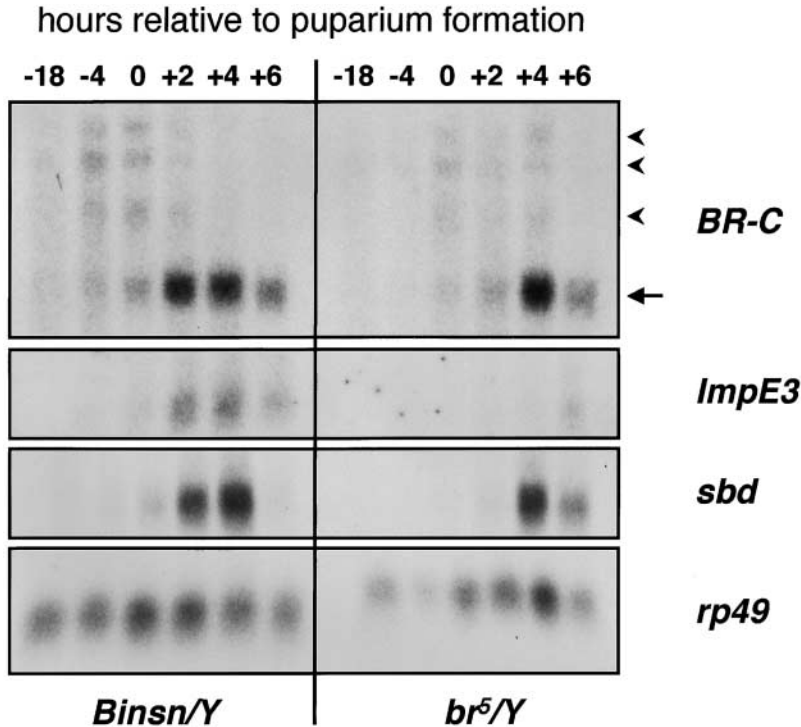 hours relative to puparium formation
-18 -4 0 +2 +4 +6 -18 -4 0 +2 +4 +6
BR-C
ImpE3
sbd
rp49
Binsn/Y br⁵/Y